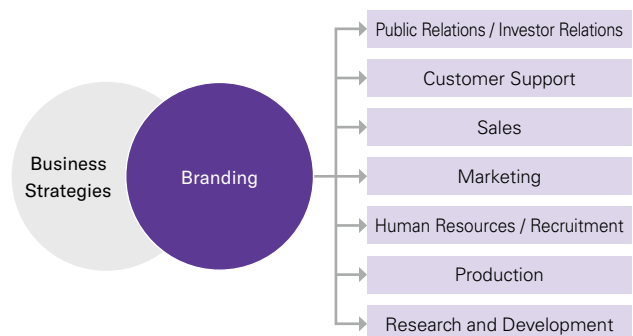 Public Relations / Investor Relations
Customer Support
Sales
Business
Strategies
Branding
Marketing
Human Resources / Recruitment
Production
Research and Development